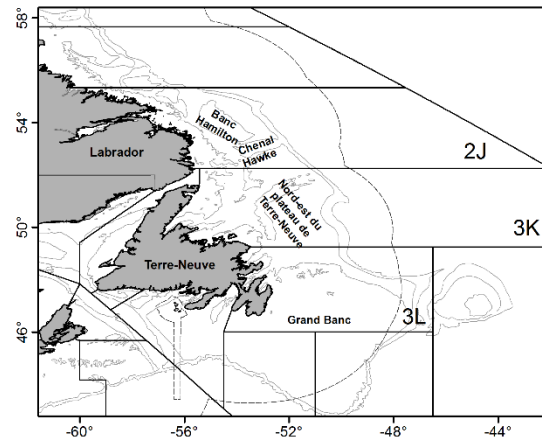 58°
54°
50°
46°
Banc
Hamilton
Chenal
Hawke
Labrador
2J
Nord-est du
plateau de
Terre-Neuve
3K
Terre-Neuve
Grand Banc
3L
-60° -56° -52° -48° -44°